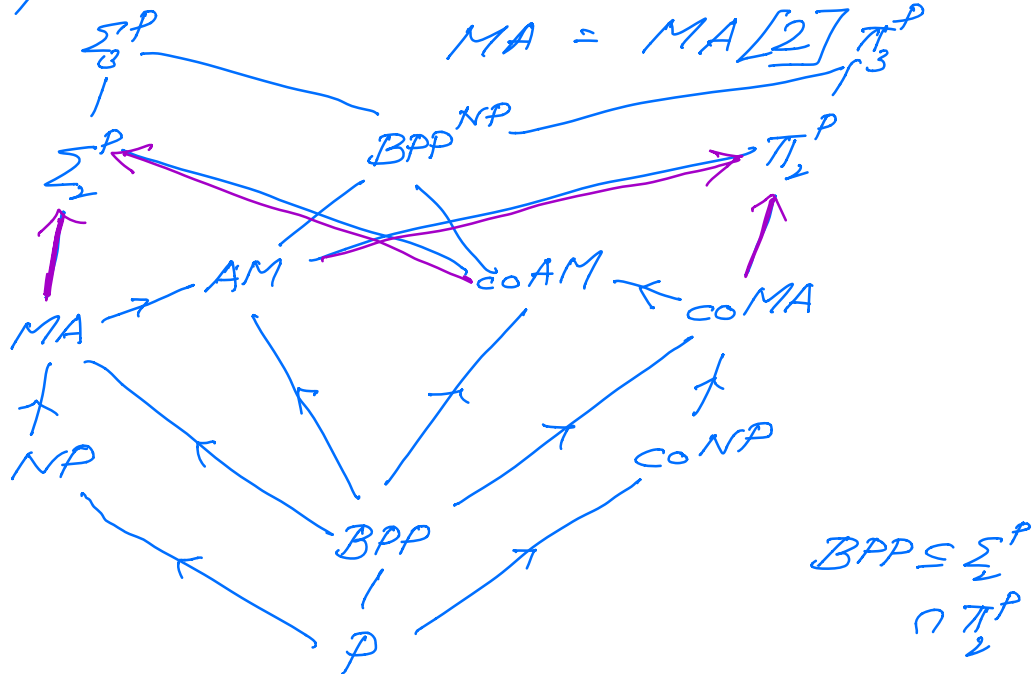 Σ₃ᴾ MA = MA[2] π₃ᴾ
BPP^NP
Σ₂ᴾ π₂ᴾ
AM coAM
MA coMA
NP coNP
BPP
BPP ⊆ Σ₂ᴾ
∩ π₂ᴾ
P